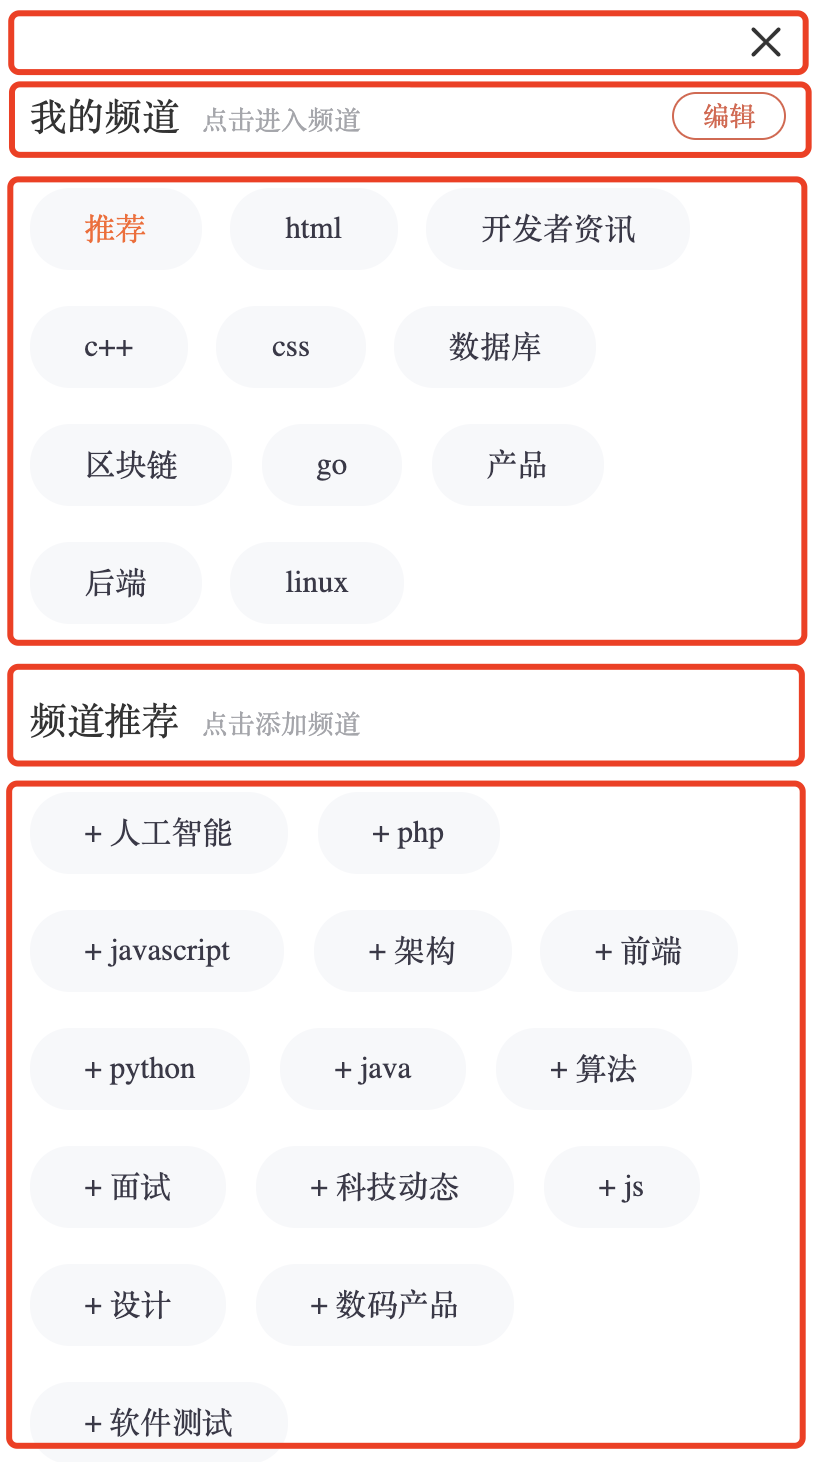 我的频道 点击进入频道 编辑
推荐 html 开发者资讯
c++ css 数据库
区块链 go 产品
后端 linux
频道推荐 点击添加频道
+ 人工智能 + php
+ javascript + 架构 + 前端
+ python + java + 算法
+ 面试 + 科技动态 + js
+ 设计 + 数码产品
+ 软件测试